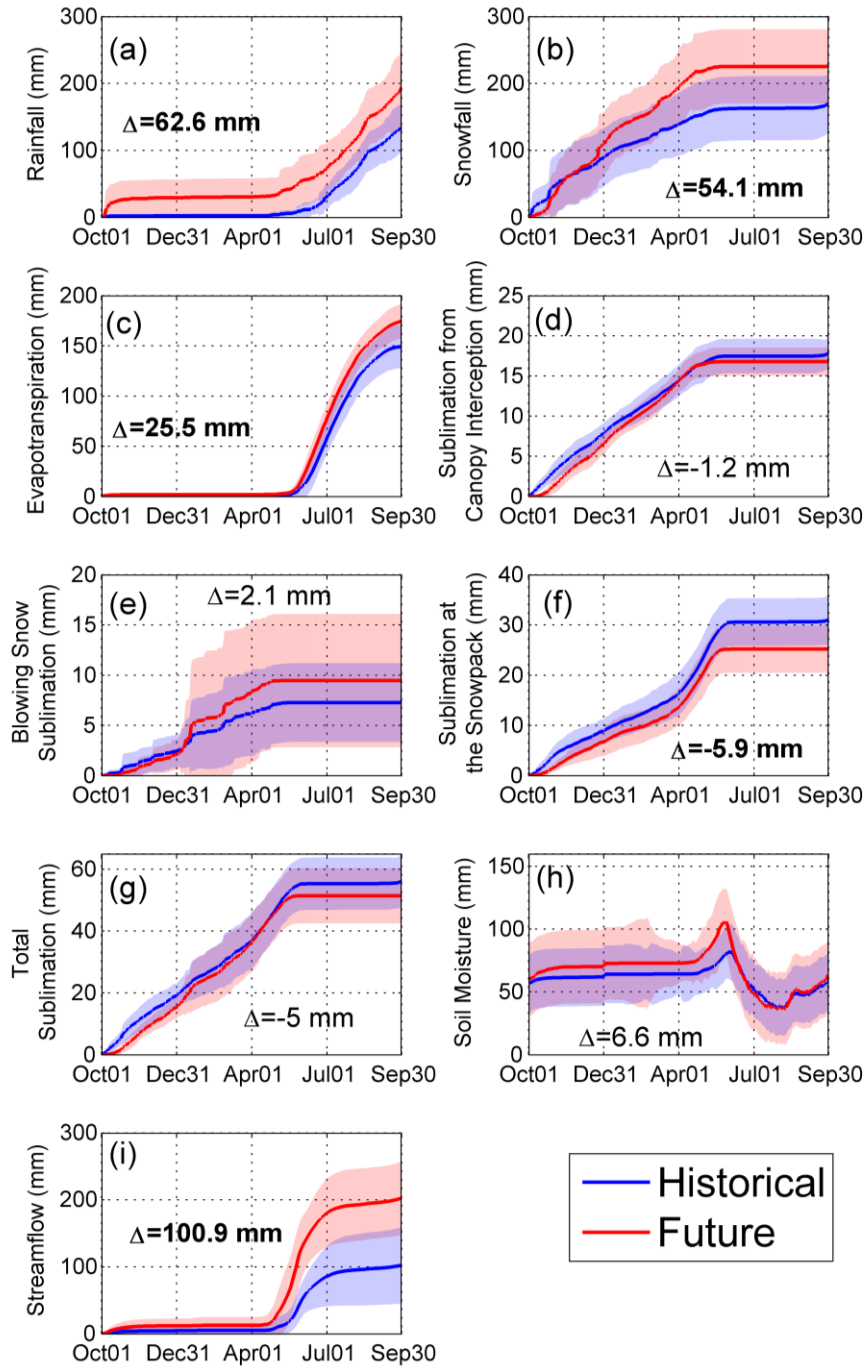 (a)
Rainfall (mm)
300
200
100
0
Δ=62.6 mm
Oct01 Dec31 Apr01 Jul01 Sep30
(b)
Snowfall (mm)
300
200
100
0
Δ=54.1 mm
Oct01 Dec31 Apr01 Jul01 Sep30
(c)
Evapotranspiration (mm)
200
150
100
50
0
Δ=25.5 mm
Oct01 Dec31 Apr01 Jul01 Sep30
(d)
Sublimation from
Canopy Interception (mm)
25
20
15
10
5
0
Δ=-1.2 mm
Oct01 Dec31 Apr01 Jul01 Sep30
(e)
Blowing Snow
Sublimation (mm)
20
15
10
5
0
Δ=2.1 mm
Oct01 Dec31 Apr01 Jul01 Sep30
(f)
Sublimation at
the Snowpack (mm)
40
30
20
10
0
Δ=-5.9 mm
Oct01 Dec31 Apr01 Jul01 Sep30
(g)
Total
Sublimation (mm)
60
40
20
0
Δ=-5 mm
Oct01 Dec31 Apr01 Jul01 Sep30
(h)
Soil Moisture (mm)
150
100
50
0
Δ=6.6 mm
Oct01 Dec31 Apr01 Jul01 Sep30
(i)
Streamflow (mm)
300
200
100
0
Δ=100.9 mm
Oct01 Dec31 Apr01 Jul01 Sep30
Historical
Future